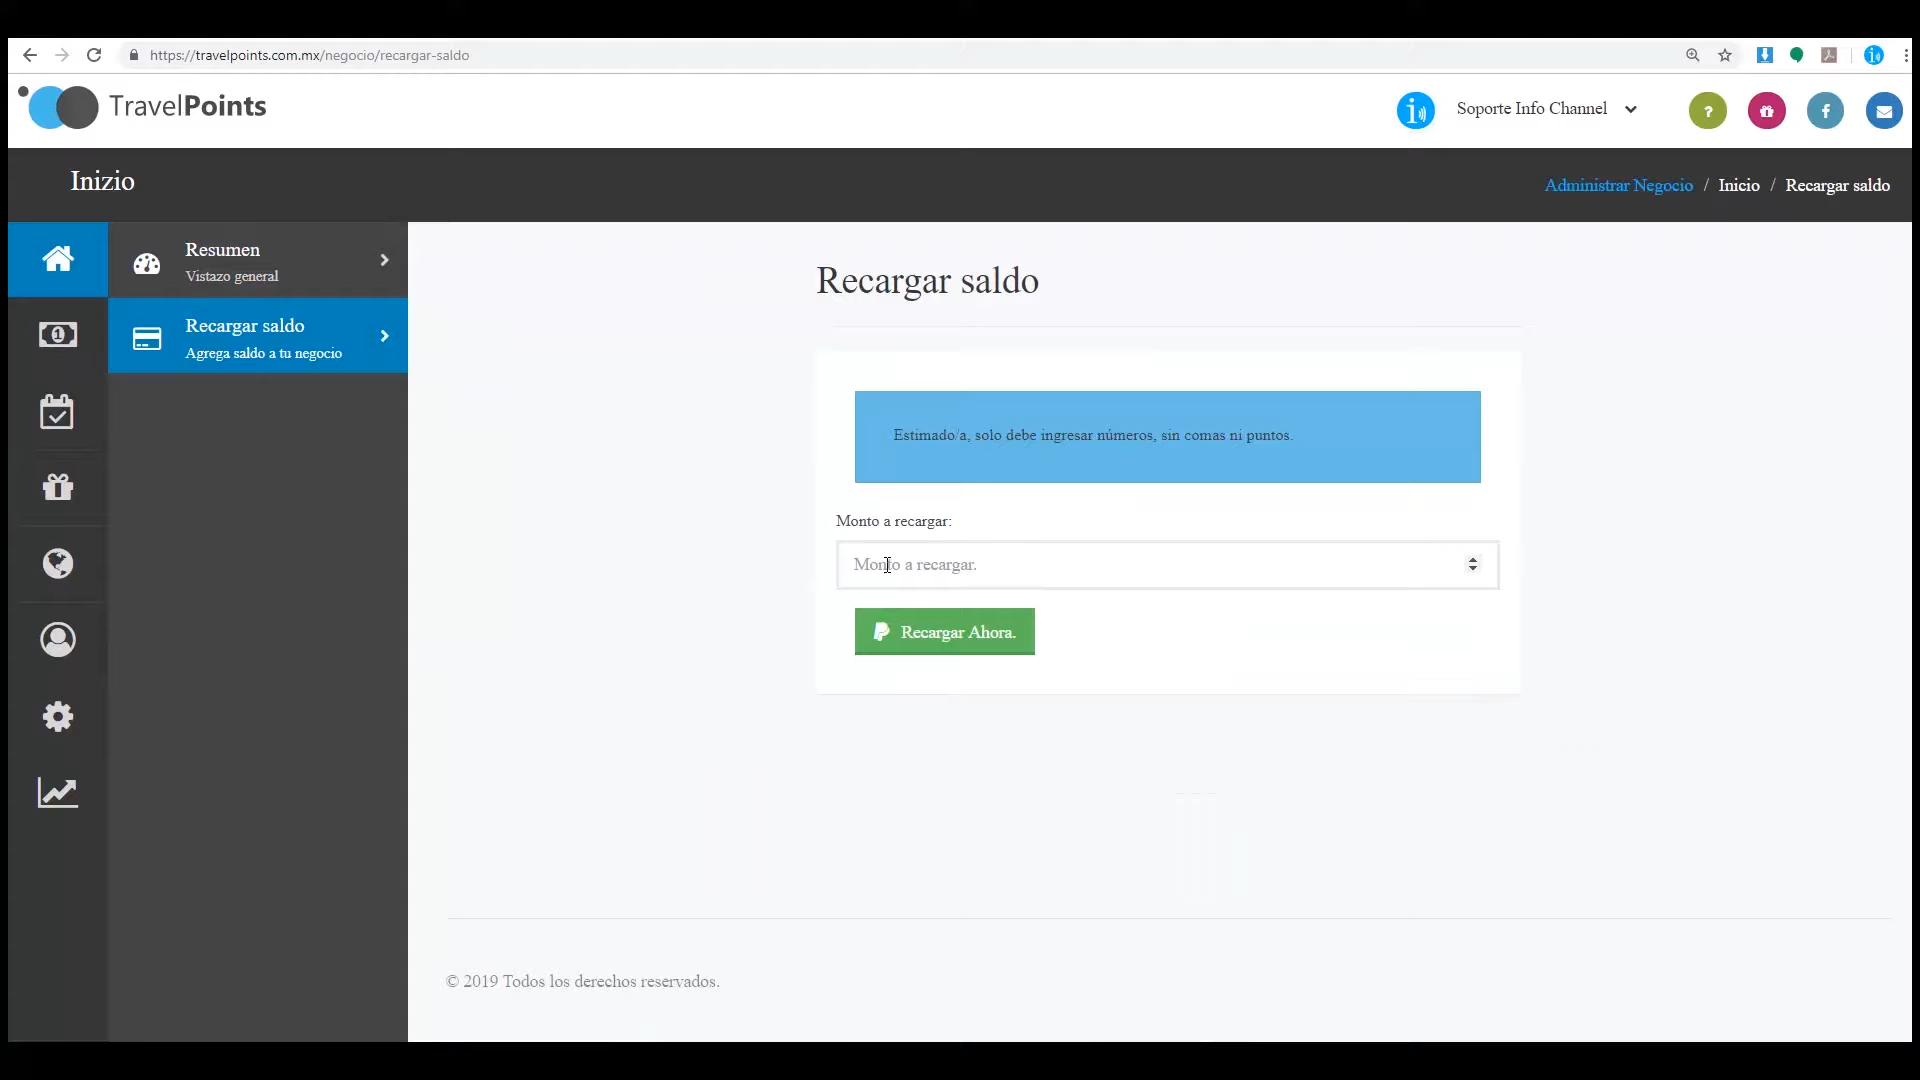 https://travelpoints.com.mx/negocio/recargar-saldo
TravelPoints
Soporte Info Channel
Inizio
Administrar Negocio / Inicio / Recargar saldo
Resumen
Vistazo general
Recargar saldo
Agrega saldo a tu negocio
Recargar saldo
Estimado/a, solo debe ingresar números, sin comas ni puntos.
Monto a recargar:
Monto a recargar.
Recargar Ahora.
© 2019 Todos los derechos reservados.